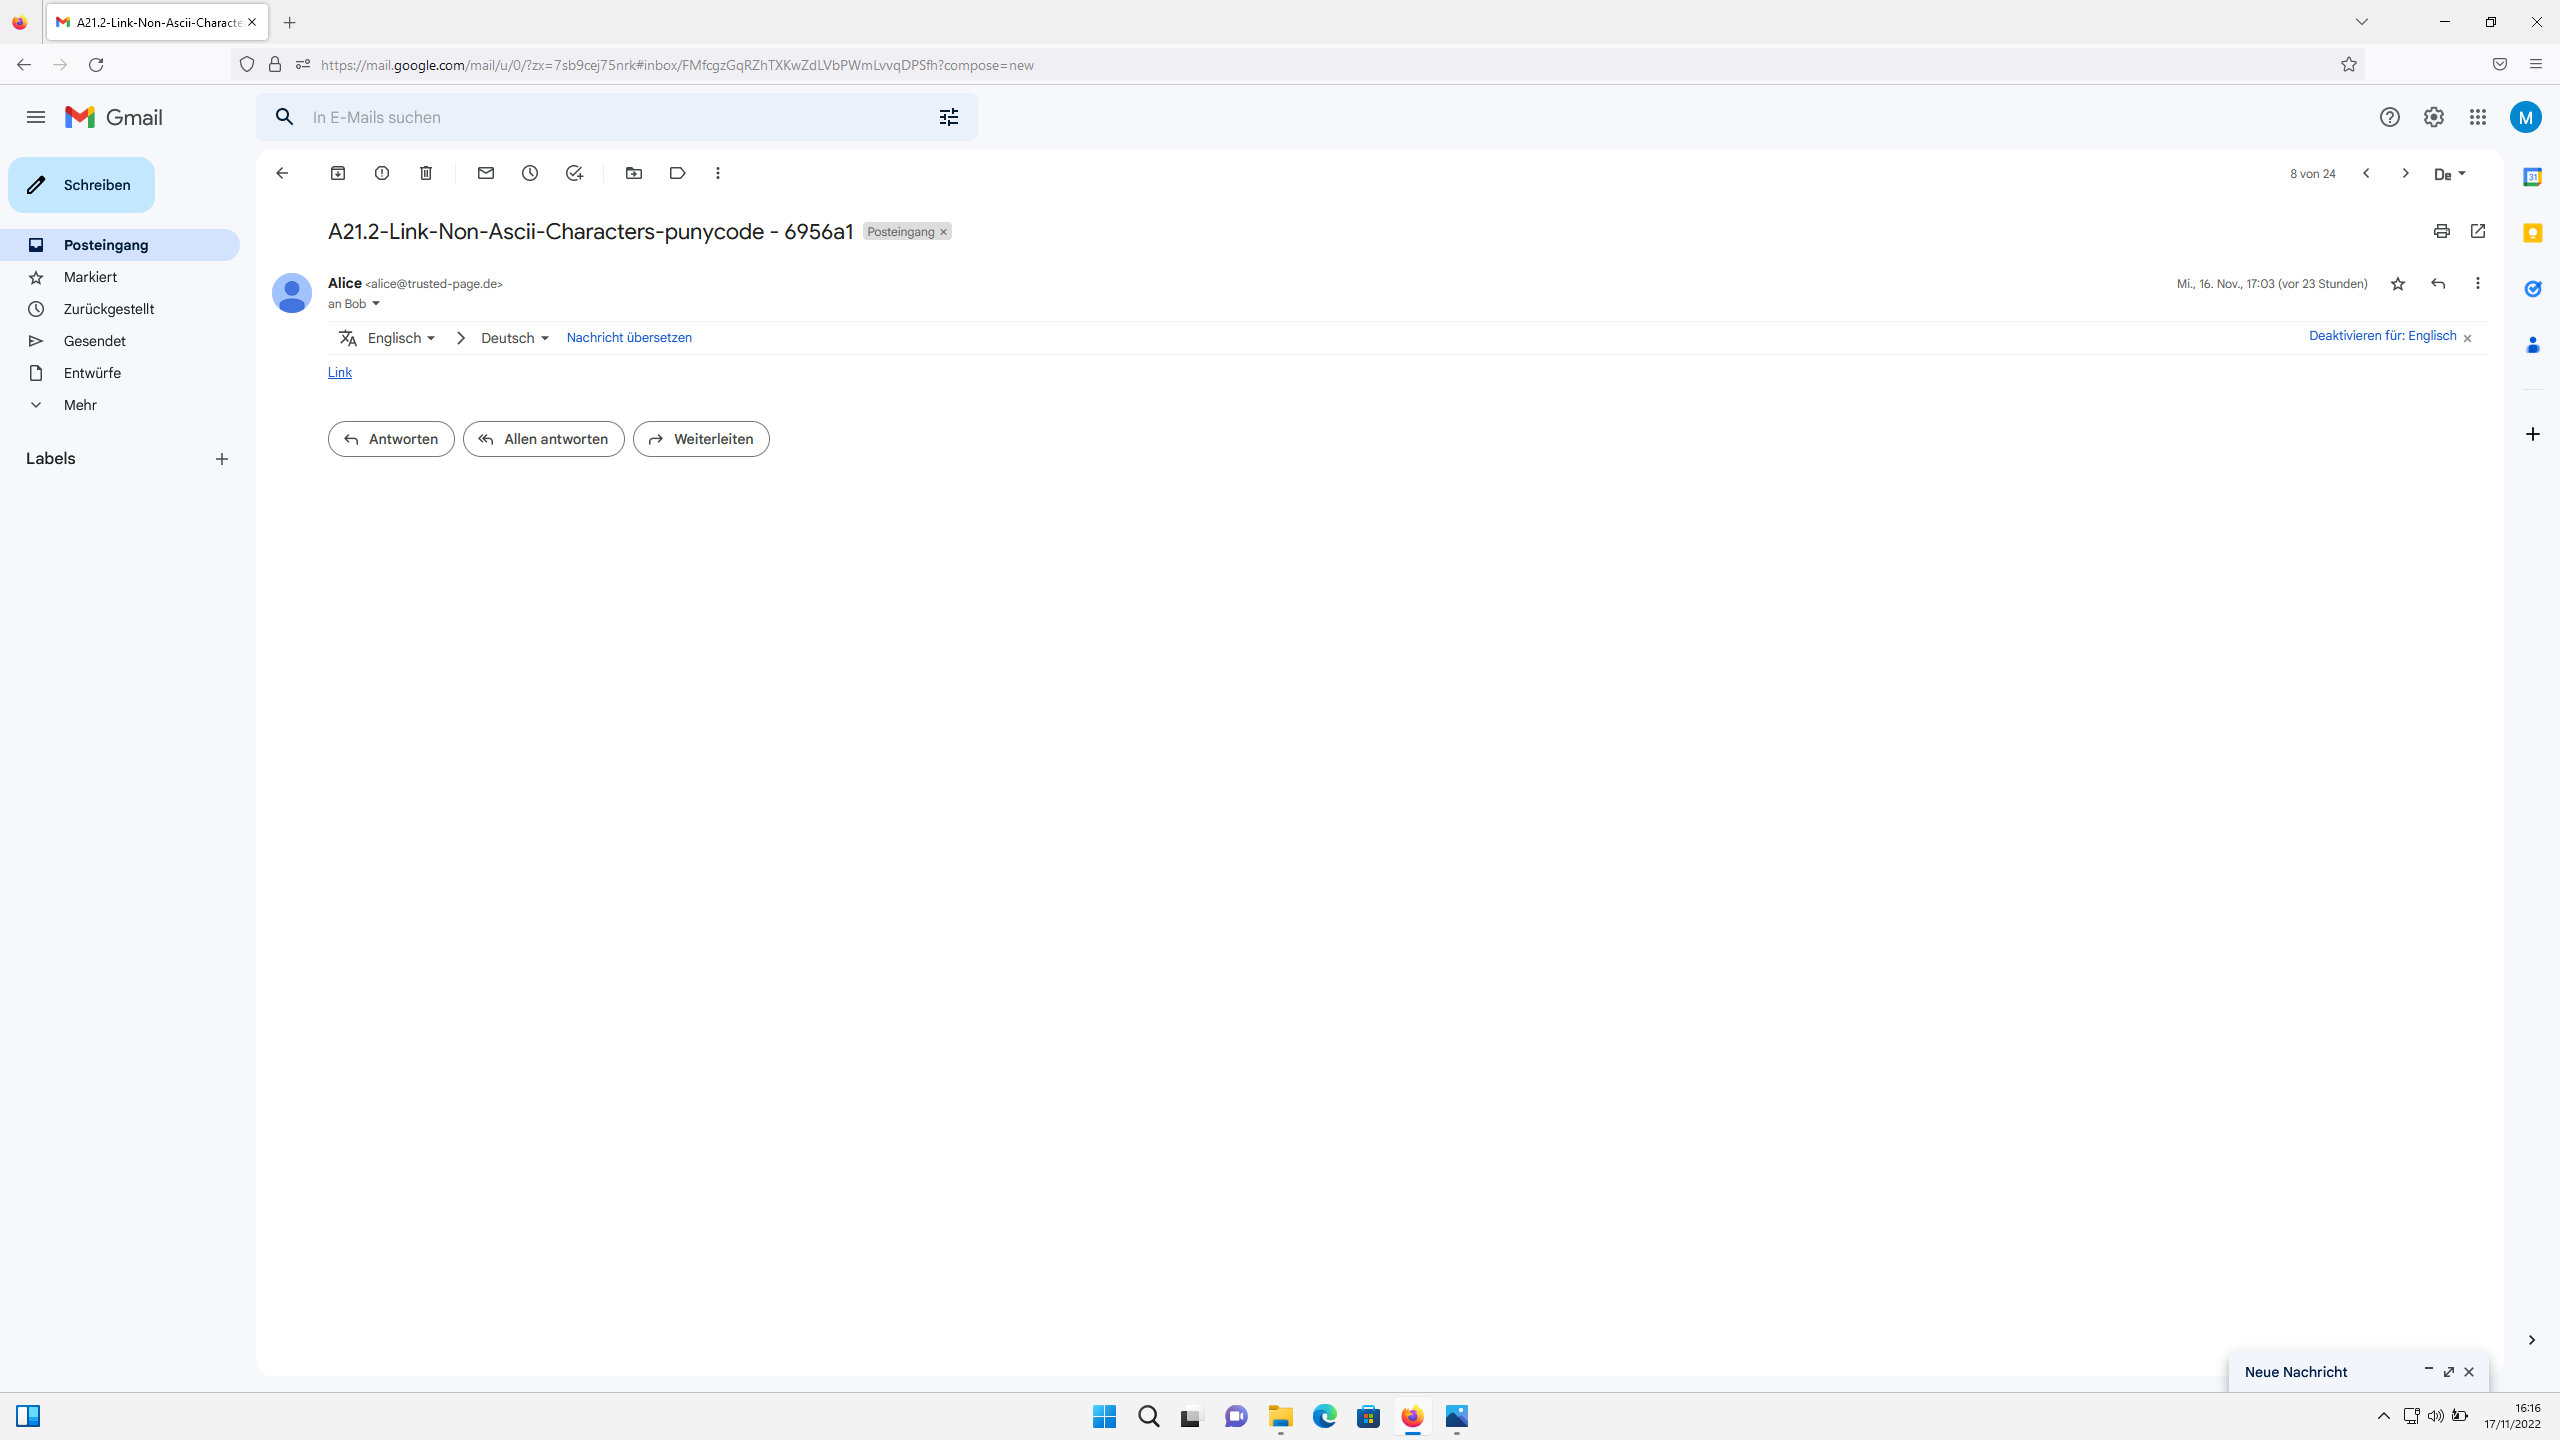 A21.2-Link-Non-Ascii-Characte
https://mail.google.com/mail/u/0/?zx=7sb9cej75nrk#inbox/FMfcgzGqRZhTXKwZdLVbPWmLvvqDPSfh?compose=new
Gmail
In E-Mails suchen
M
Schreiben
8 von 24
De
31
A21.2-Link-Non-Ascii-Characters-punycode - 6956a1 Posteingang ×
Posteingang
Markiert
Zurückgestellt
Gesendet
Entwürfe
Mehr
Labels
Alice <alice@trusted-page.de>
Mi., 16. Nov., 17:03 (vor 23 Stunden)
an Bob
Englisch
Deutsch
Nachricht übersetzen
Deaktivieren für: Englisch ×
Link
Antworten
Allen antworten
Weiterleiten
Neue Nachricht
16:16
17/11/2022